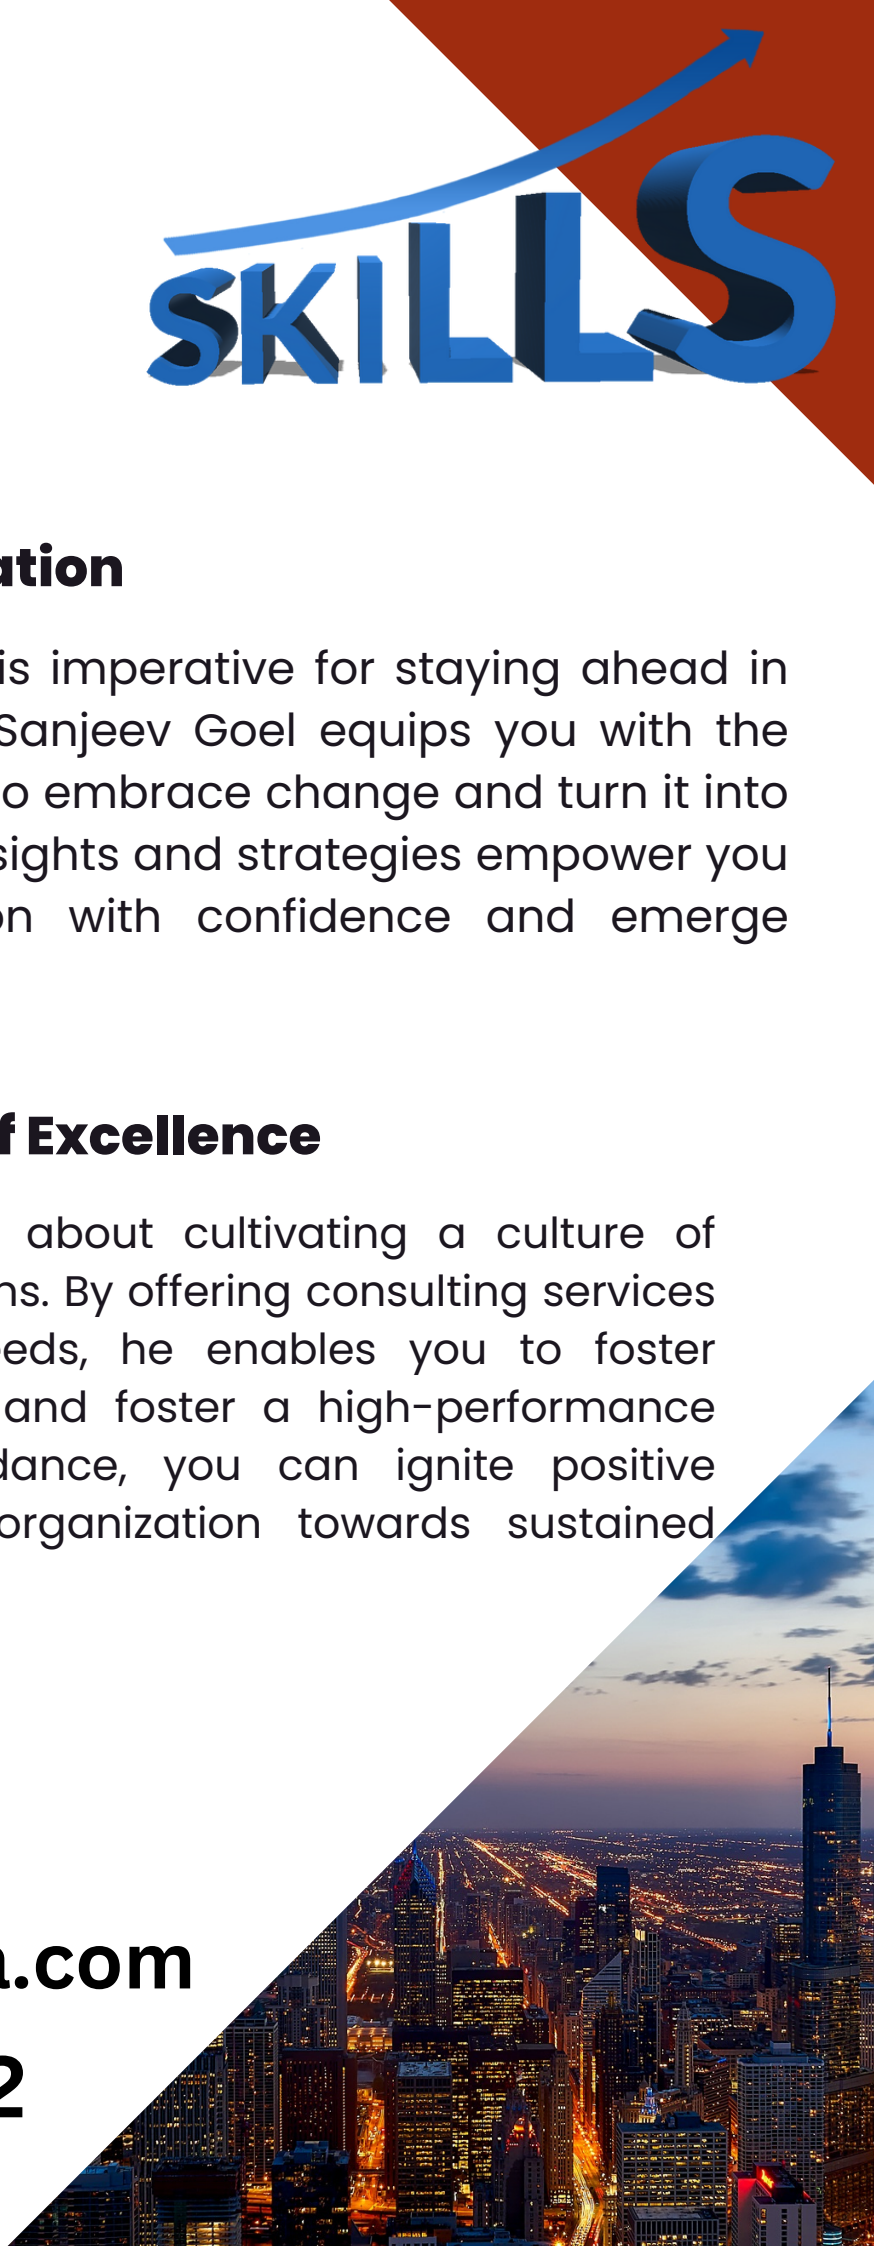 SKILLS
ation
is imperative for staying ahead in
Sanjeev Goel equips you with the
o embrace change and turn it into
sights and strategies empower you
on with confidence and emerge
f Excellence
about cultivating a culture of
ns. By offering consulting services
eeds, he enables you to foster
and foster a high-performance
dance, you can ignite positive
organization towards sustained
a.com
2